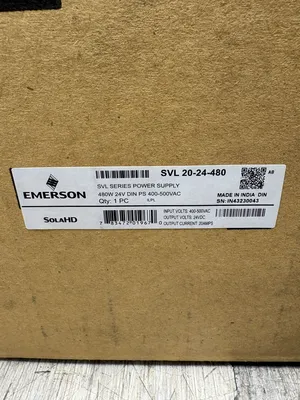 SVL 20-24-480
AB
EMERSON
SVL SERIES POWER SUPPLY
480W 24V DIN PS 400-500VAC
Qty: 1 PC
MADE IN INDIA DIN
SN: IN43230043
SOLAHD
INPUT VOLTS: 400-500VAC
OUTPUT VOLTS: 24VDC
OUTPUT CURRENT: 20AMPS